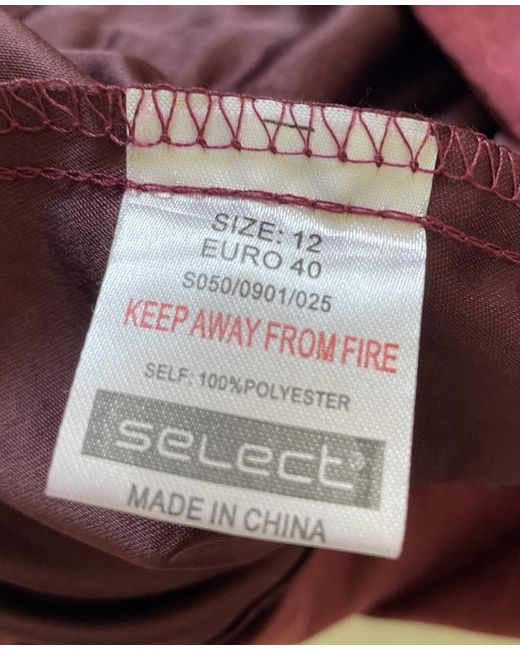 SIZE: 12
EURO 40
S050/0901/025
KEEP AWAY FROM FIRE
SELF: 100%POLYESTER
select
MADE IN CHINA